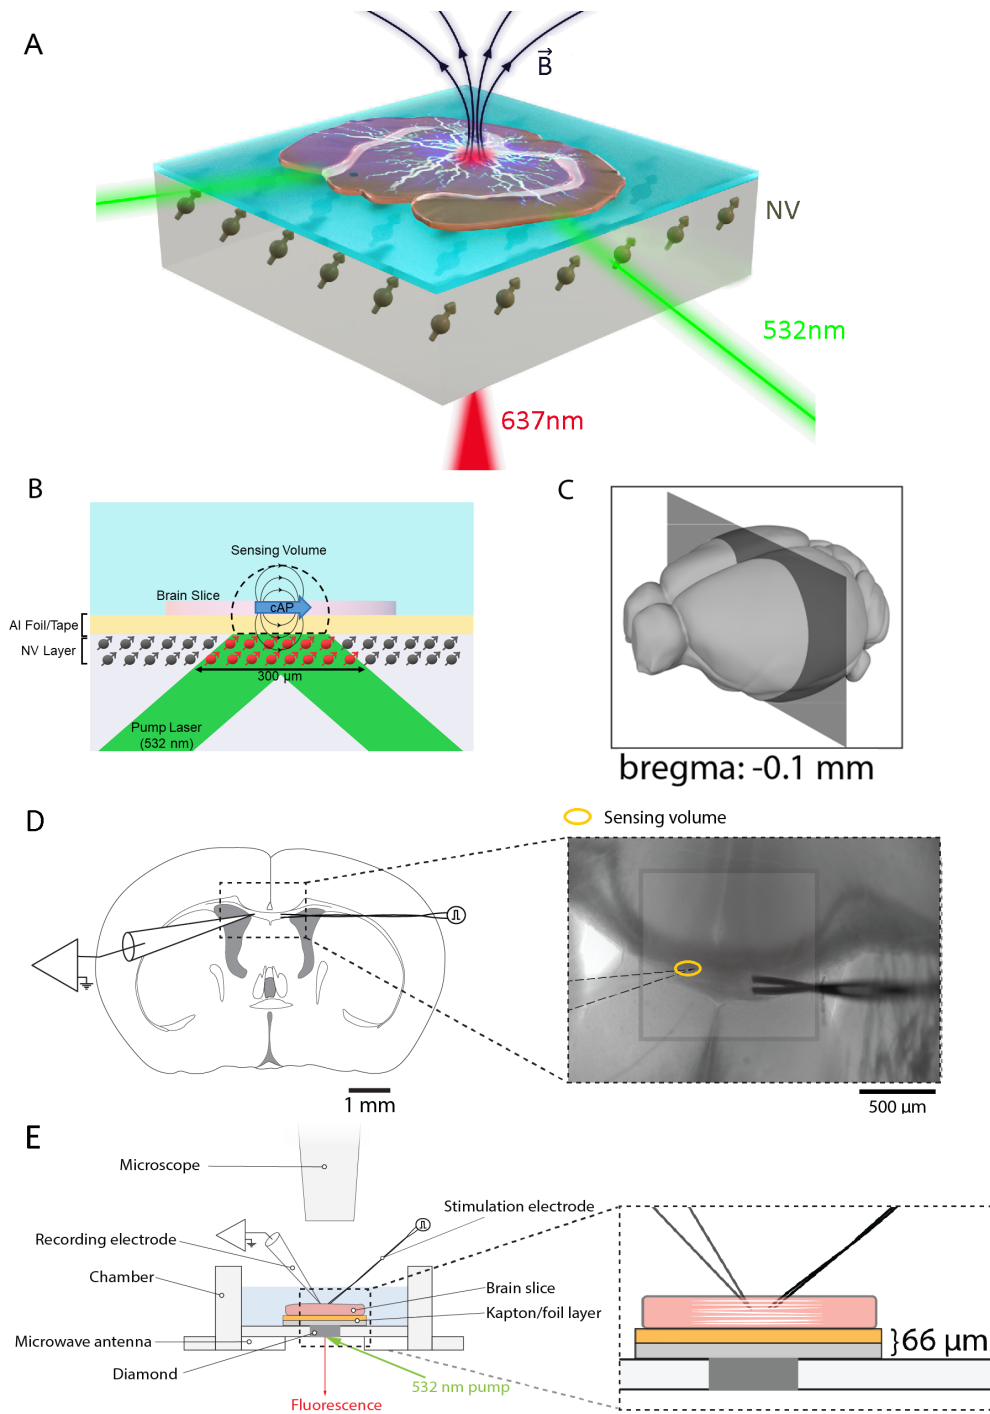 A
B
NV
532nm
637nm
B
Sensing Volume
Brain Slice
cAP
Al Foil/Tape
NV Layer
300 µm
Pump Laser
(532 nm)
C
bregma: -0.1 mm
D
Sensing volume
1 mm
500 µm
E
Microscope
Stimulation electrode
Recording electrode
Chamber
Brain slice
Kapton/foil layer
Microwave antenna
Diamond
532 nm pump
Fluorescence
}66 µm